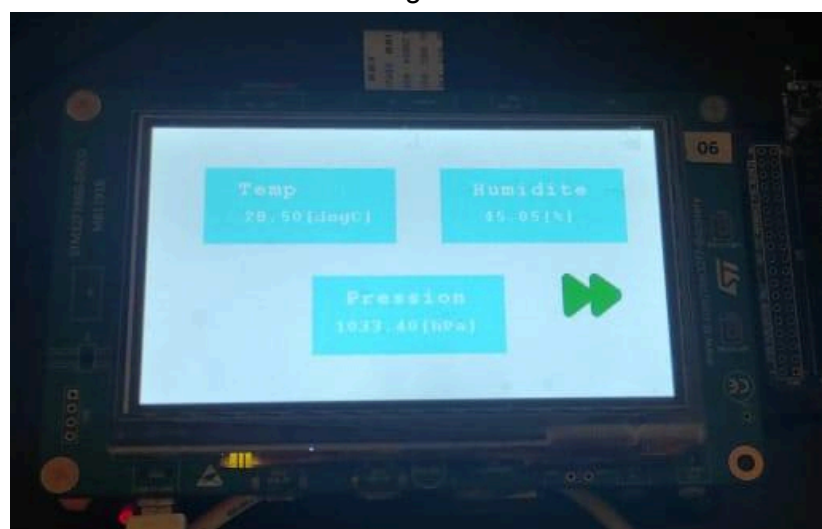 Temp
Humidite
28.50[degC]
45.05[%]
Pression
1033.40[hPa]
06